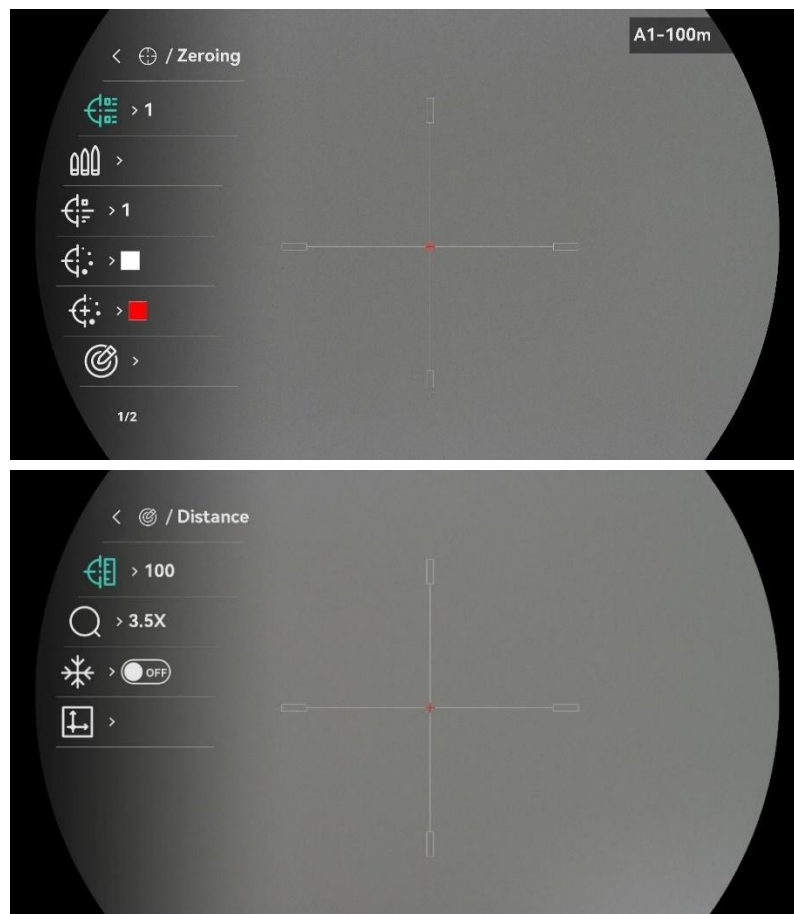 A1-100m
< / Zeroing
> 1
>
> 1
>
>
>
1/2
< / Distance
> 100
> 3.5X
> OFF
>